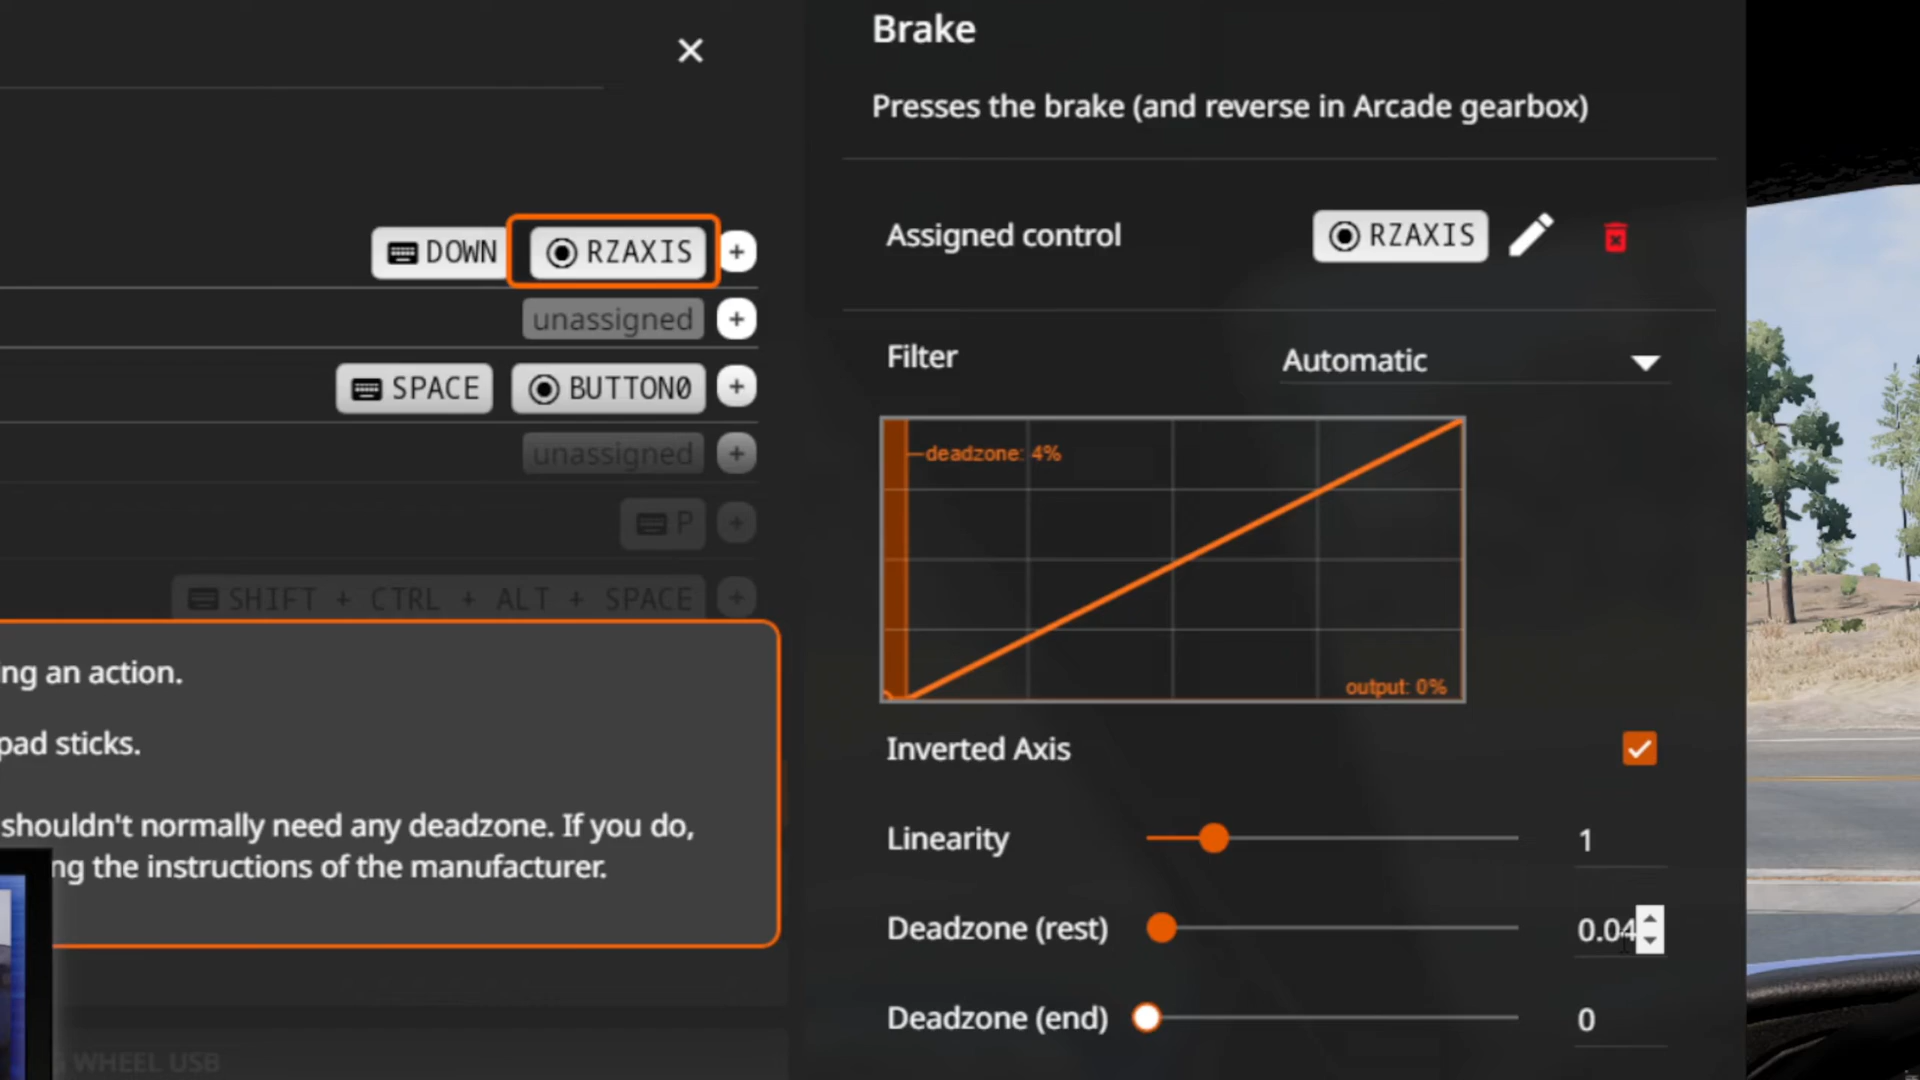 Brake
Presses the brake (and reverse in Arcade gearbox)
DOWN RZAXIS +
unassigned +
SPACE BUTTON0 +
unassigned +
P +
SHIFT + CTRL + ALT + SPACE +
ing an action.
pad sticks.
shouldn't normally need any deadzone. If you do,
ng the instructions of the manufacturer.
WHEEL USB
Assigned control RZAXIS
Filter Automatic
deadzone: 4%
output: 0%
Inverted Axis
Linearity 1
Deadzone (rest) 0.04
Deadzone (end) 0